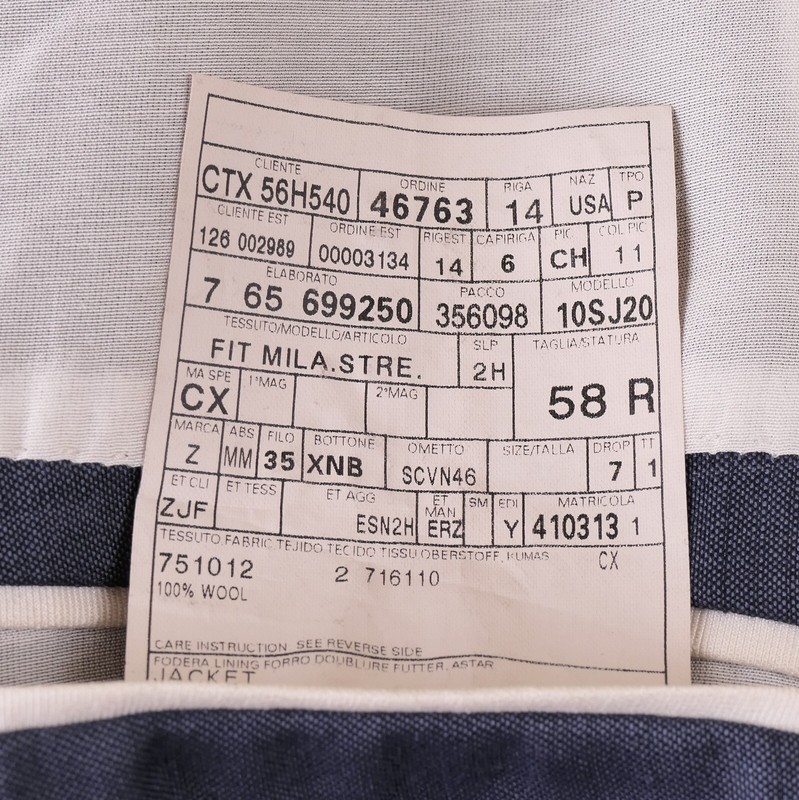 CLIENTE ORDINE RIGA NAZ TPO
CTX 56H540 46763 14 USA P
CLIENTE EST ORDINE EST RIGEST CAPIRIGA PIC COL PIC
126 002989 00003134 14 6 CH 11
ELABORATO PACCO MODELLO
7 65 699250 356098 10SJ20
TESSUTO/MODELLO/ARTICOLO SLP TAGLIA/STATURA
FIT MILA.STRE. 2H 58 R
MA SPE 1°MAG 2°MAG
CX
MARCA ABS FILO BOTTONE OMETTO SIZE/TALLA DROP TT
Z MM 35 XNB SCVN46 7 1
ET CLI ET TESS ET AGG ET MAN SM EDI MATRICOLA
ZJF ESN2H ERZ Y 410313 1
TESSUTO FABRIC TEJIDO TECIDO TISSU OBERSTOFF, KUMAS CX
751012 2 716110
100% WOOL
CARE INSTRUCTION SEE REVERSE SIDE
FODERA LINING FORRO DOUBLURE FUTTER, ASTAR
JACKET